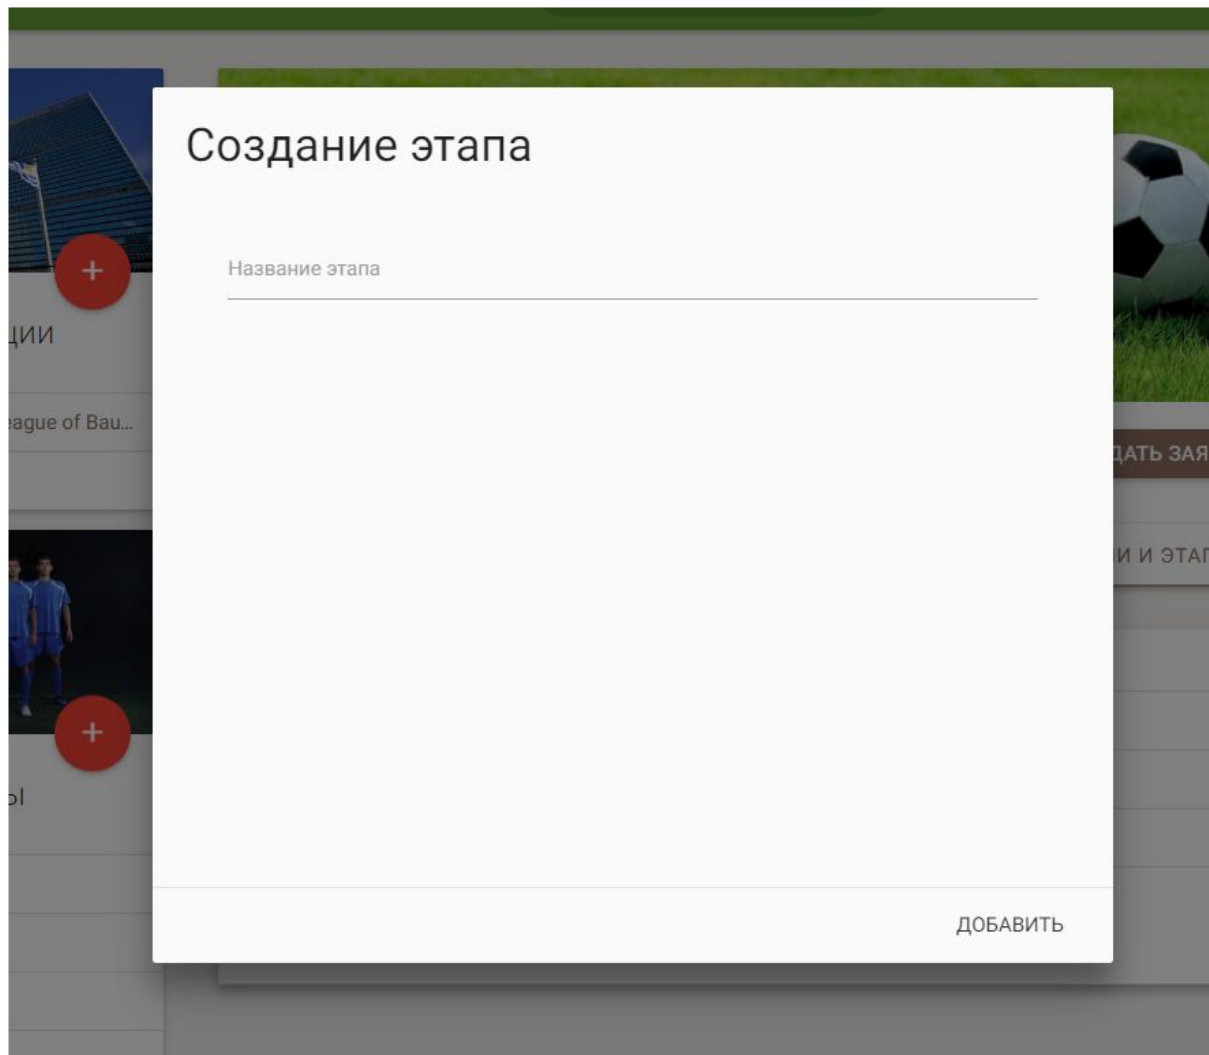 Создание этапа
Название этапа
ции
eague of Bau...
ДАТЬ ЗАЯ
И И ЭТАП
ы
ДОБАВИТЬ